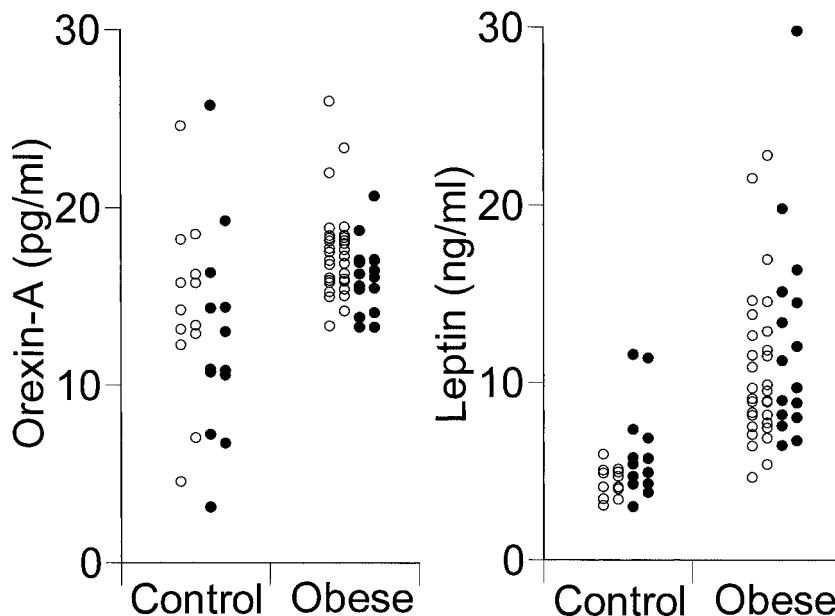 Orexin-A (pg/ml)
30
20
10
0
Control Obese
Leptin (ng/ml)
30
20
10
0
Control Obese